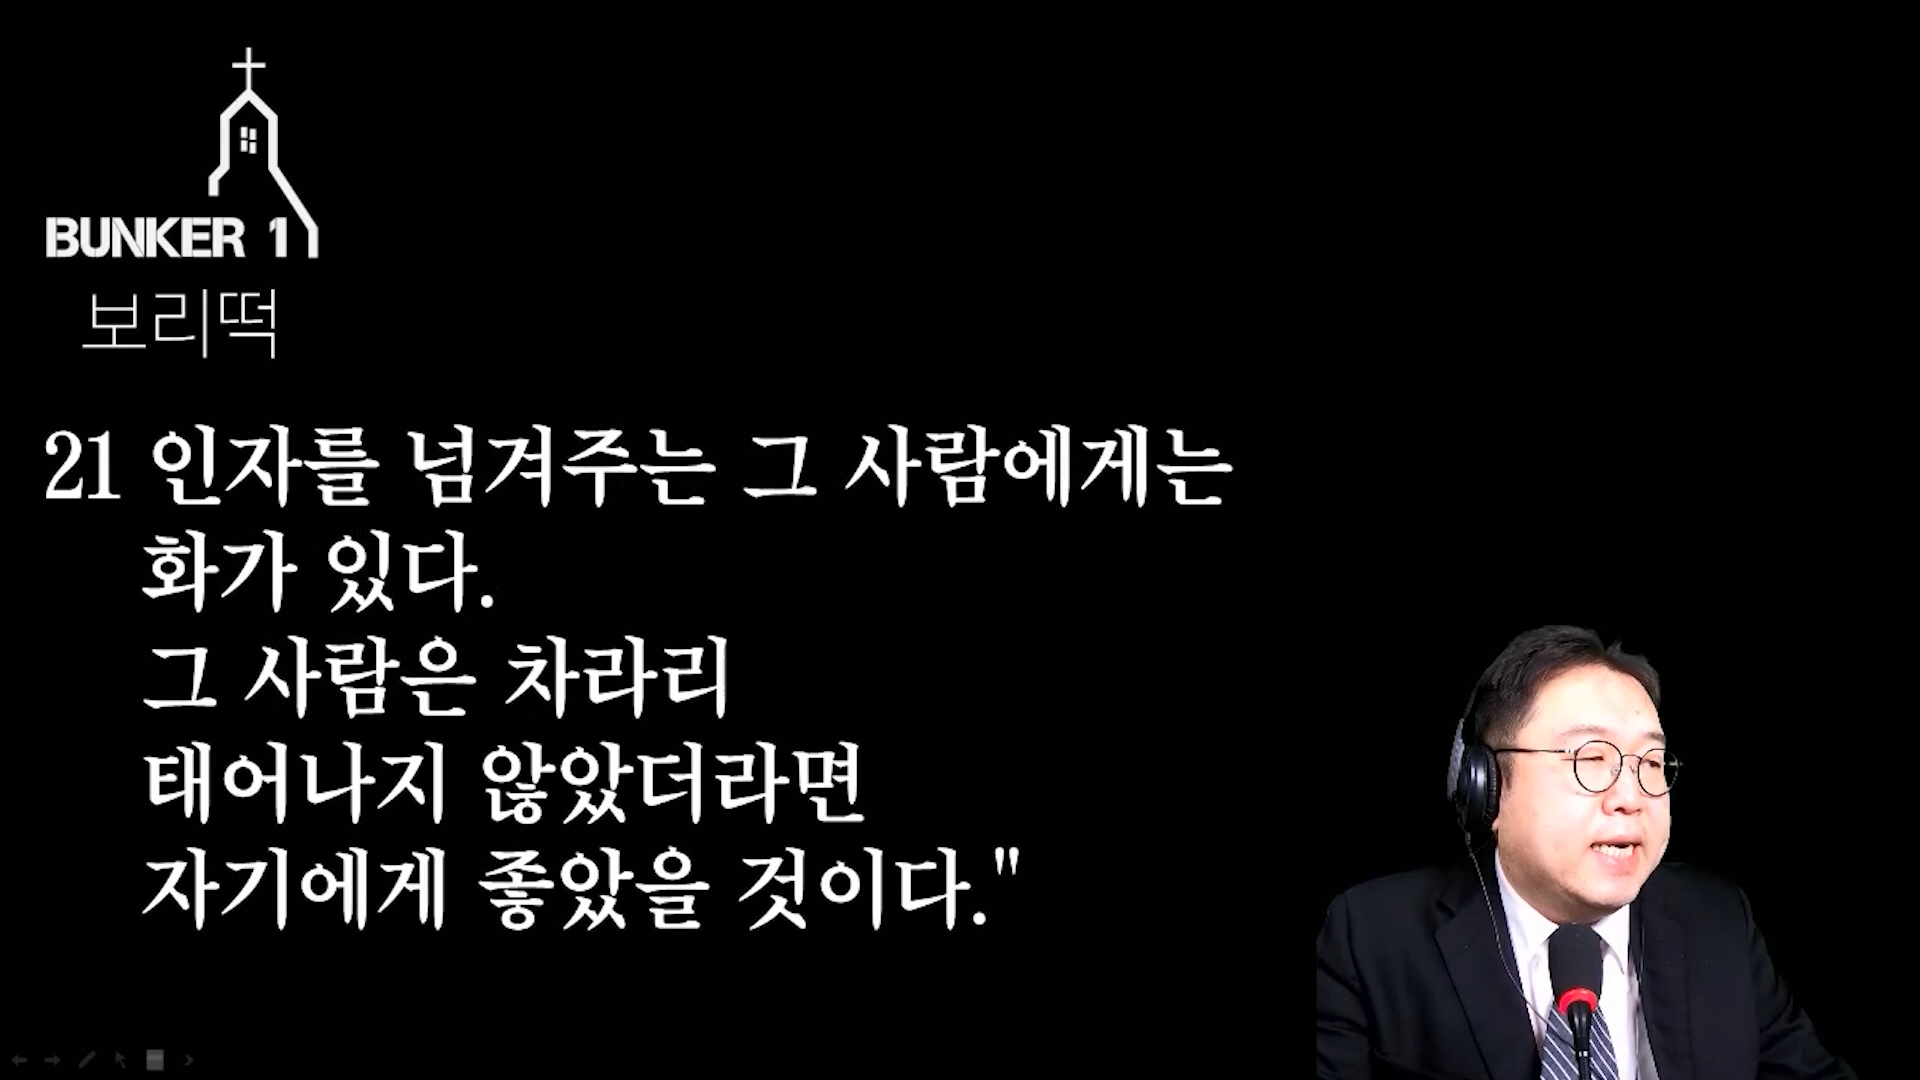 BUNKER 1
보리떡
21 인자를 넘겨주는 그 사람에게는
화가 있다.
그 사람은 차라리
태어나지 않았더라면
자기에게 좋았을 것이다."